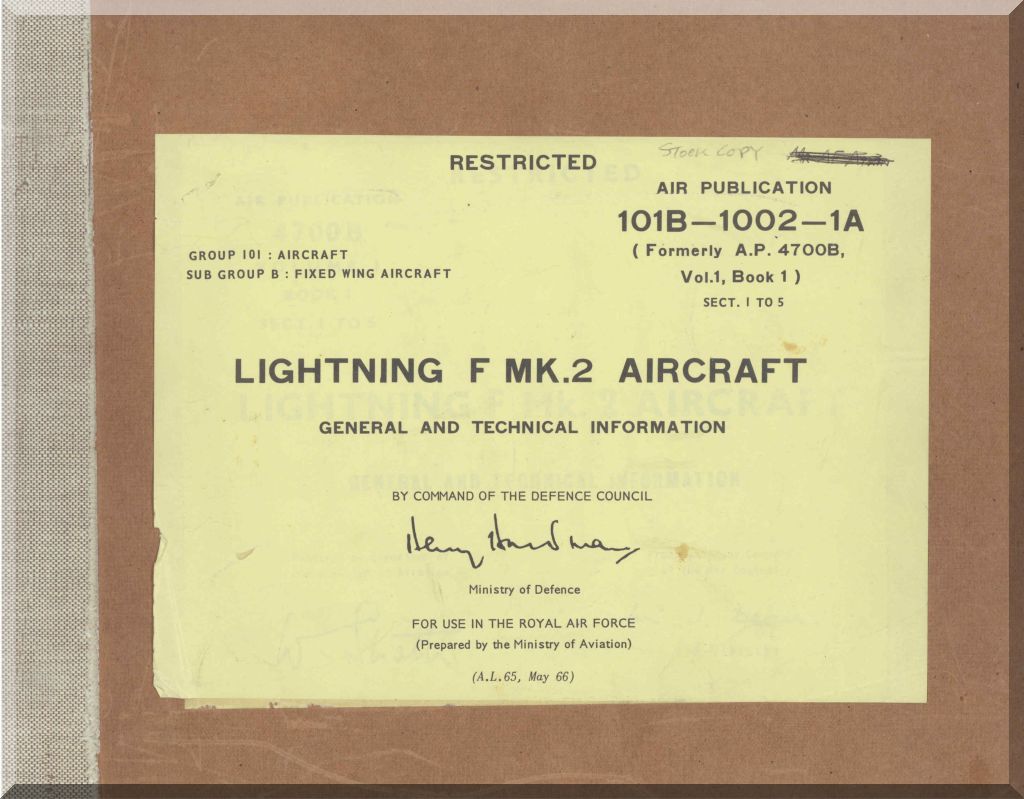 STOCK COPY
RESTRICTED
AIR PUBLICATION
101B—1002—1A
( Formerly A.P. 4700B,
Vol.1, Book 1 )
SECT. 1 TO 5
GROUP 101 : AIRCRAFT
SUB GROUP B : FIXED WING AIRCRAFT
LIGHTNING F MK.2 AIRCRAFT
GENERAL AND TECHNICAL INFORMATION
BY COMMAND OF THE DEFENCE COUNCIL
Henry Hardman
Ministry of Defence
FOR USE IN THE ROYAL AIR FORCE
(Prepared by the Ministry of Aviation)
(A.L.65, May 66)